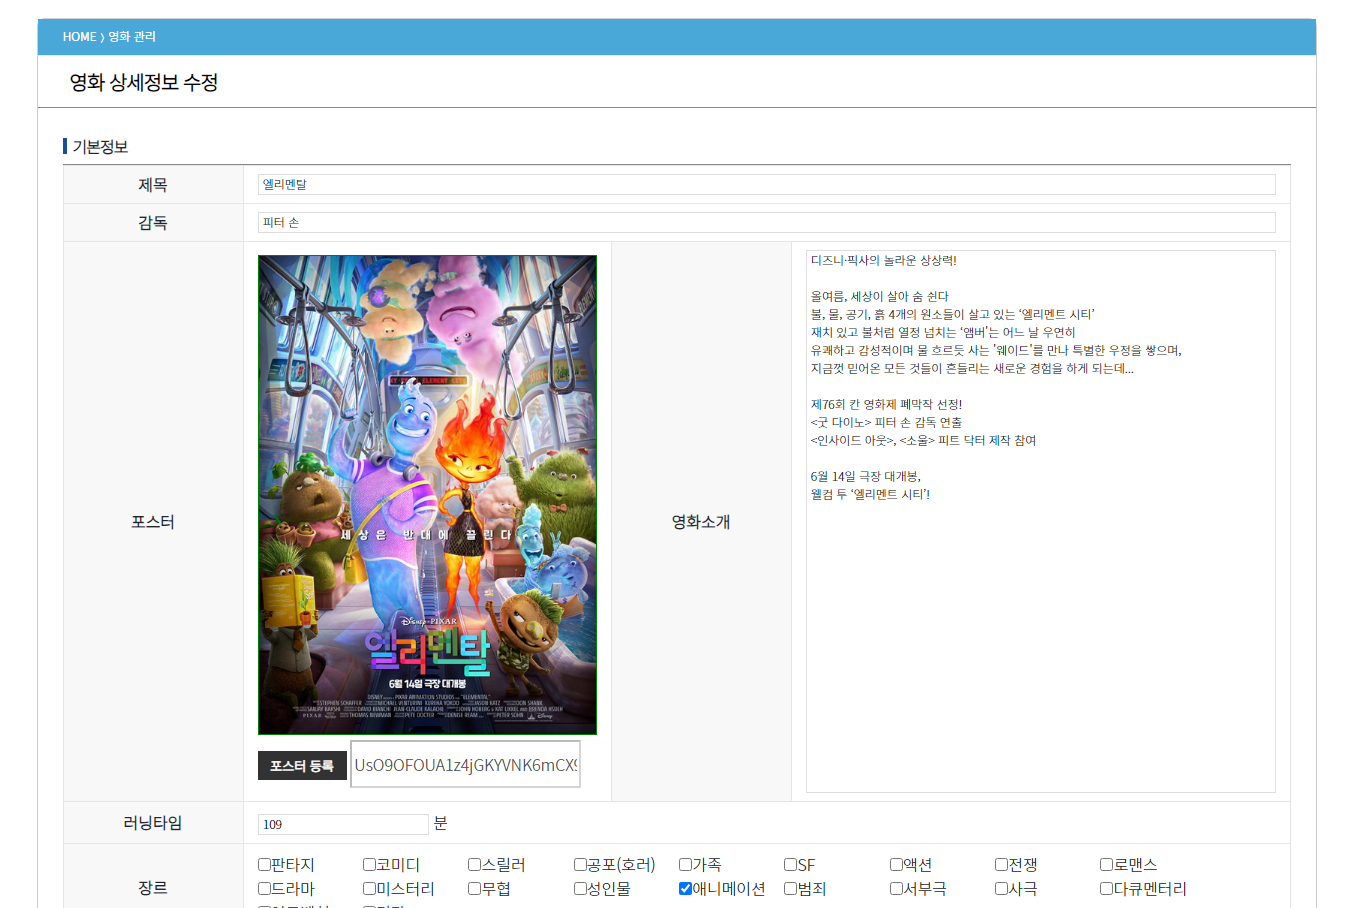 HOME > 영화 관리
영화 상세정보 수정
기본정보
제목
엘리멘탈
감독
피터 손
포스터
세상은 반대에 끌린다
Disney PIXAR
엘리멘탈
6월 14일 극장 대개봉
포스터 등록
UsO9OFOUA1z4jGKYVNK6mCX9
영화소개
디즈니·픽사의 놀라운 상상력!
올여름, 세상이 살아 숨 쉰다
불, 물, 공기, 흙 4개의 원소들이 살고 있는 ‘엘리멘트 시티’
재치 있고 불처럼 열정 넘치는 ‘앰버'는 어느 날 우연히
유쾌하고 감성적이며 물 흐르듯 사는 '웨이드'를 만나 특별한 우정을 쌓으며,
지금껏 믿어온 모든 것들이 흔들리는 새로운 경험을 하게 되는데...
제76회 칸 영화제 폐막작 선정!
<굿 다이노> 피터 손 감독 연출
<인사이드 아웃>, <소울> 피트 닥터 제작 참여
6월 14일 극장 대개봉,
웰컴 투 ‘엘리멘트 시티’!
러닝타임
109 분
장르
판타지 코미디 스릴러 공포(호러) 가족 SF 액션 전쟁 로맨스
드라마 미스터리 무협 성인물 애니메이션 범죄 서부극 사극 다큐멘터리